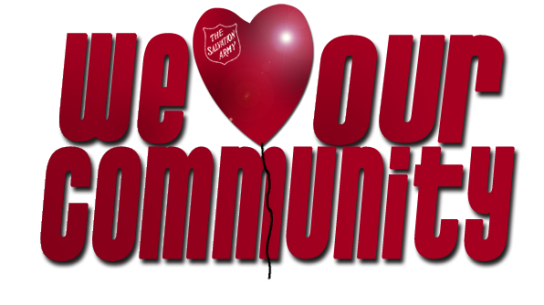 we our
THE
SALVATION
ARMY
community